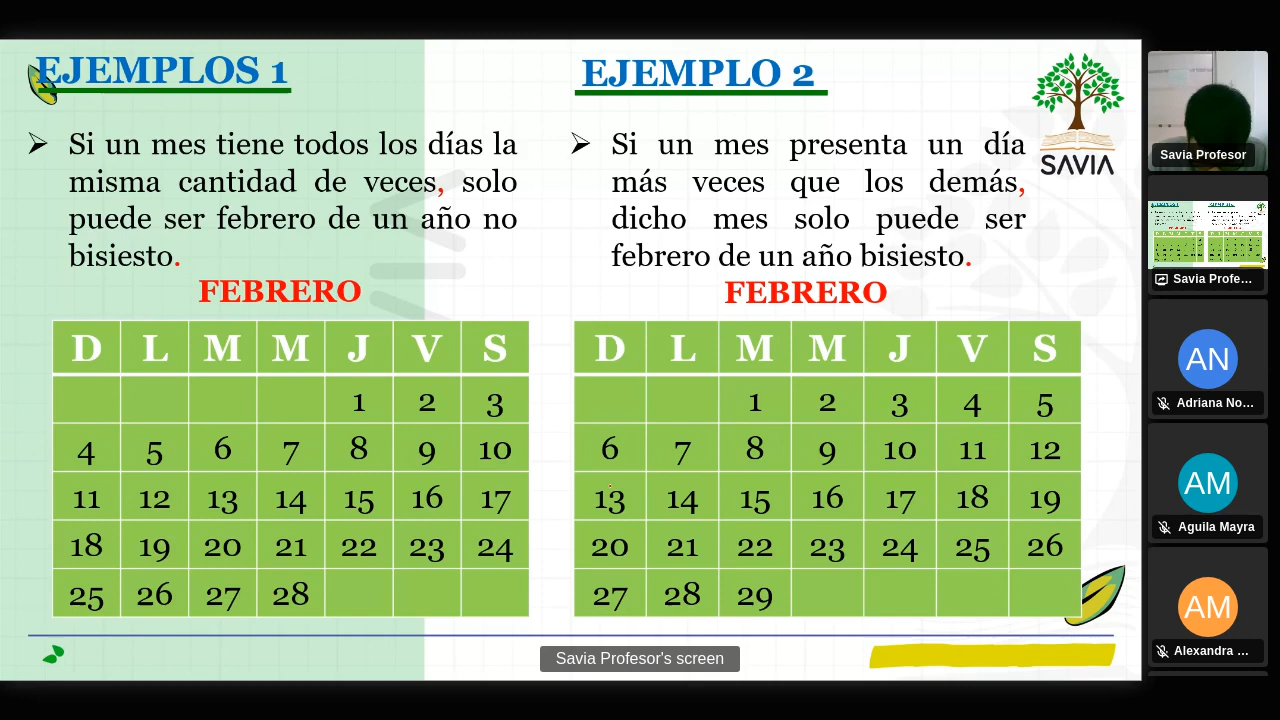 EJEMPLOS 1
Si un mes tiene todos los días la
misma cantidad de veces, solo
puede ser febrero de un año no
bisiesto.
FEBRERO
D L M M J V S
1 2 3
4 5 6 7 8 9 10
11 12 13 14 15 16 17
18 19 20 21 22 23 24
25 26 27 28
EJEMPLO 2
Si un mes presenta un día
más veces que los demás,
dicho mes solo puede ser
febrero de un año bisiesto.
FEBRERO
D L M M J V S
1 2 3 4 5
6 7 8 9 10 11 12
13 14 15 16 17 18 19
20 21 22 23 24 25 26
27 28 29
SAVIA
Savia Profesor's screen
Savia Profesor
Savia Profe...
AN
Adriana No...
AM
Aguila Mayra
AM
Alexandra ...